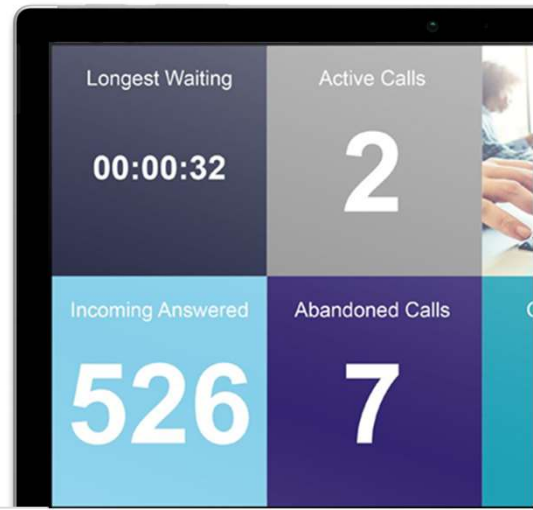 Longest Waiting
00:00:32
Active Calls
2
Incoming Answered
526
Abandoned Calls
7